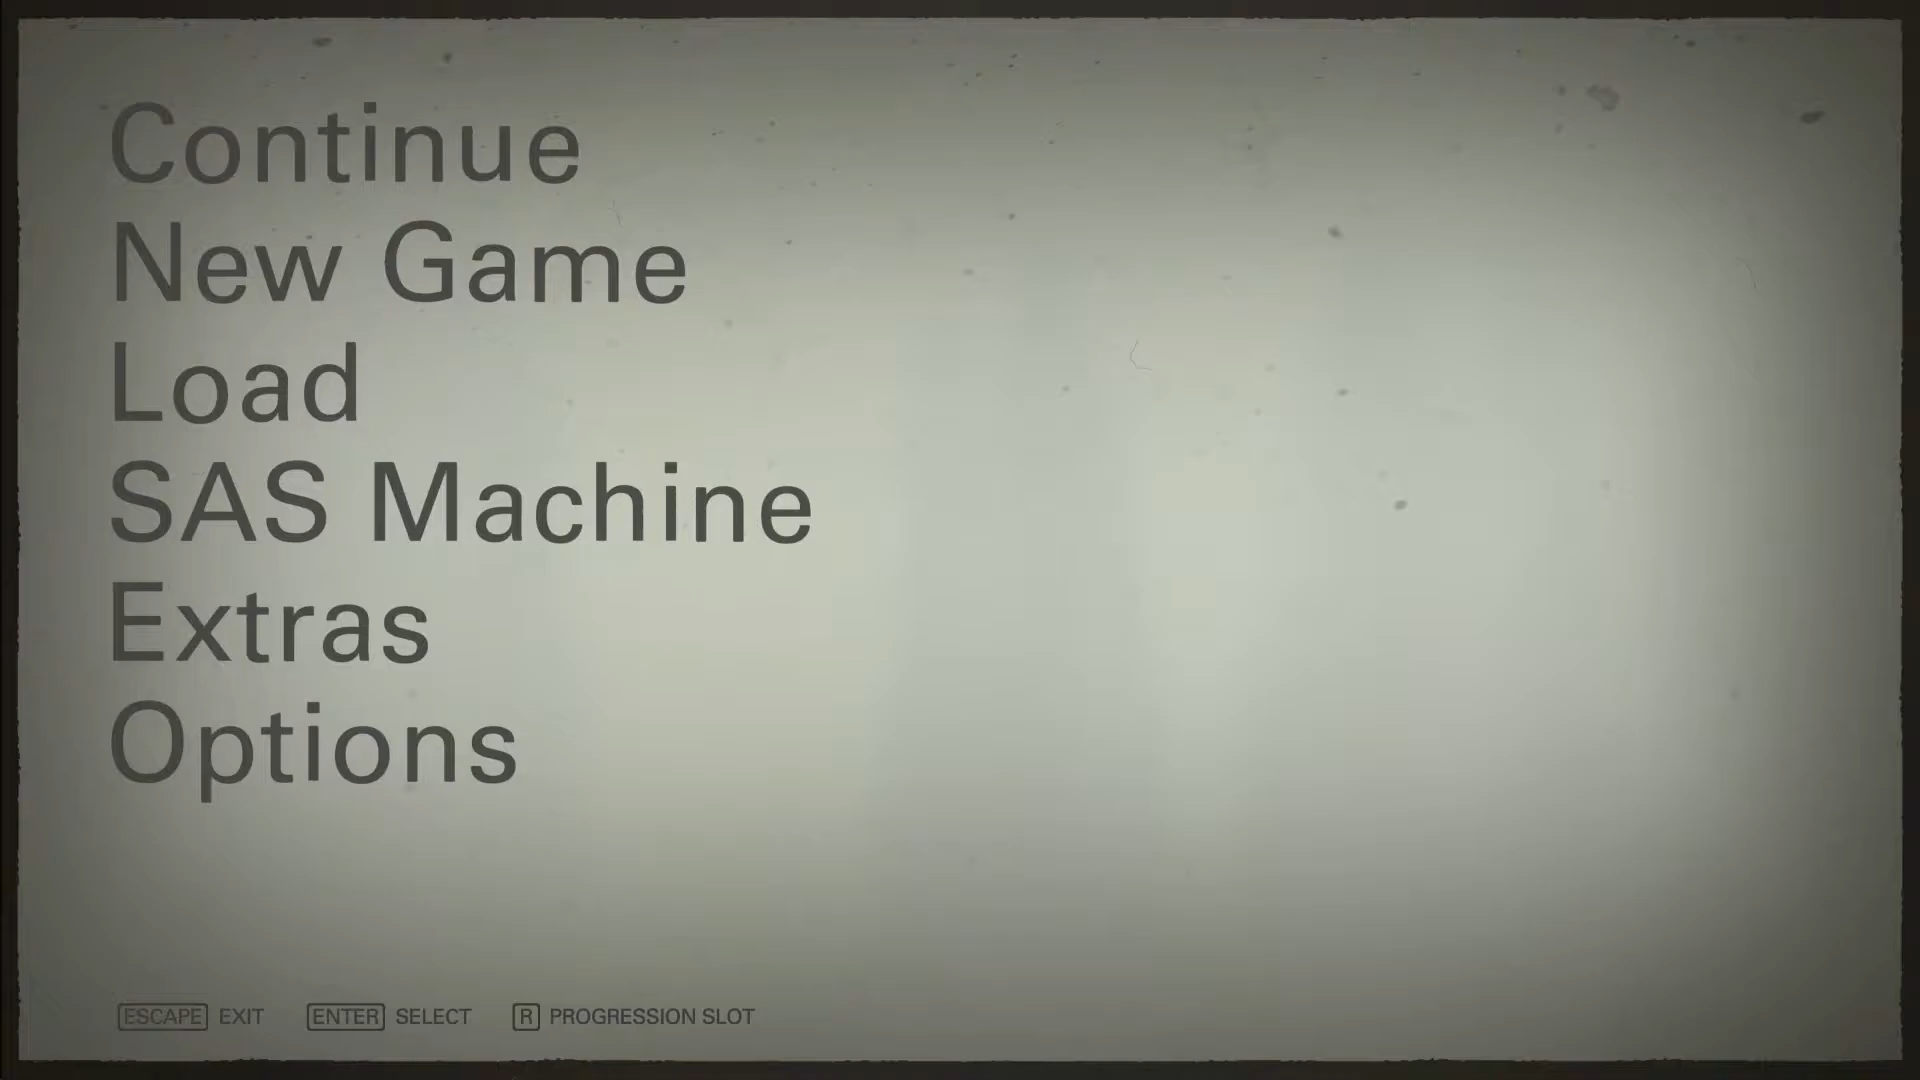 Continue
New Game
Load
SAS Machine
Extras
Options
ESCAPE EXIT ENTER SELECT R PROGRESSION SLOT